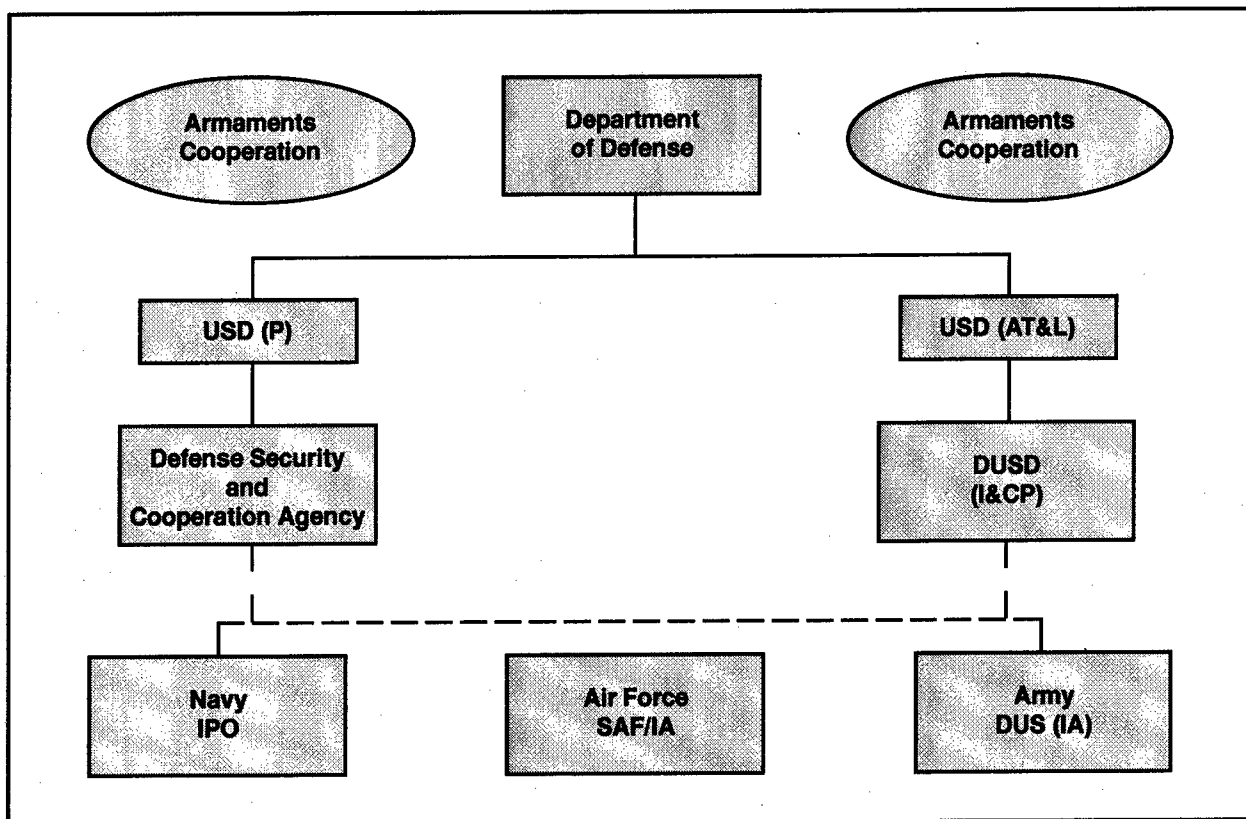 Armaments
Cooperation
Department
of Defense
Armaments
Cooperation
USD (P)
USD (AT&L)
Defense Security
and
Cooperation Agency
DUSD
(I&CP)
Navy
IPO
Air Force
SAF/IA
Army
DUS (IA)